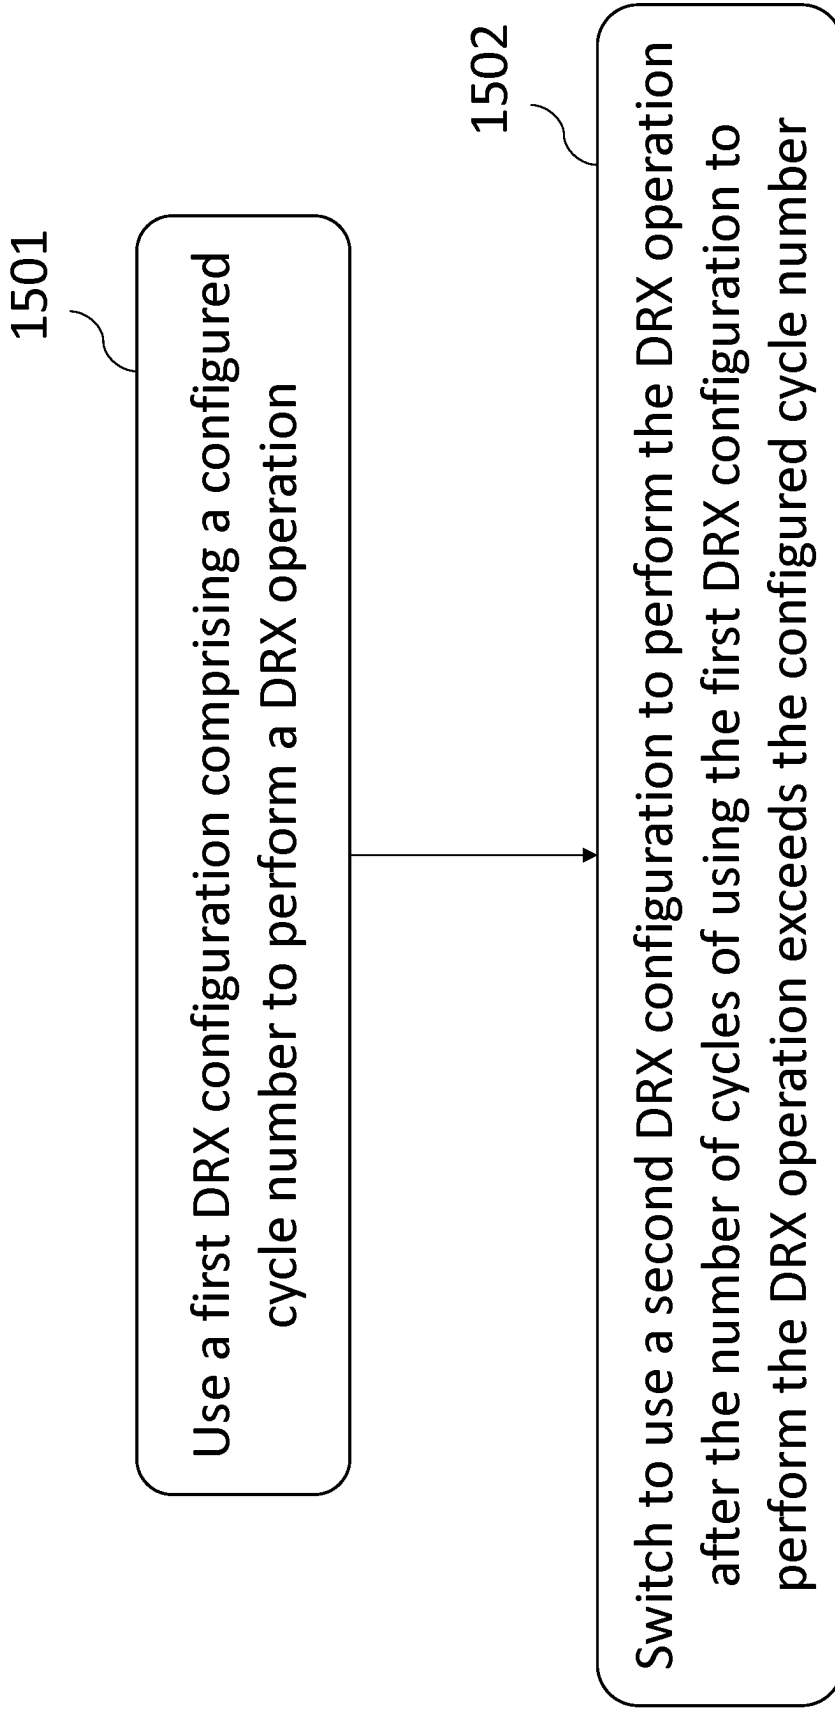 1501
Use a first DRX configuration comprising a configured
cycle number to perform a DRX operation
1502
Switch to use a second DRX configuration to perform the DRX operation
after the number of cycles of using the first DRX configuration to
perform the DRX operation exceeds the configured cycle number